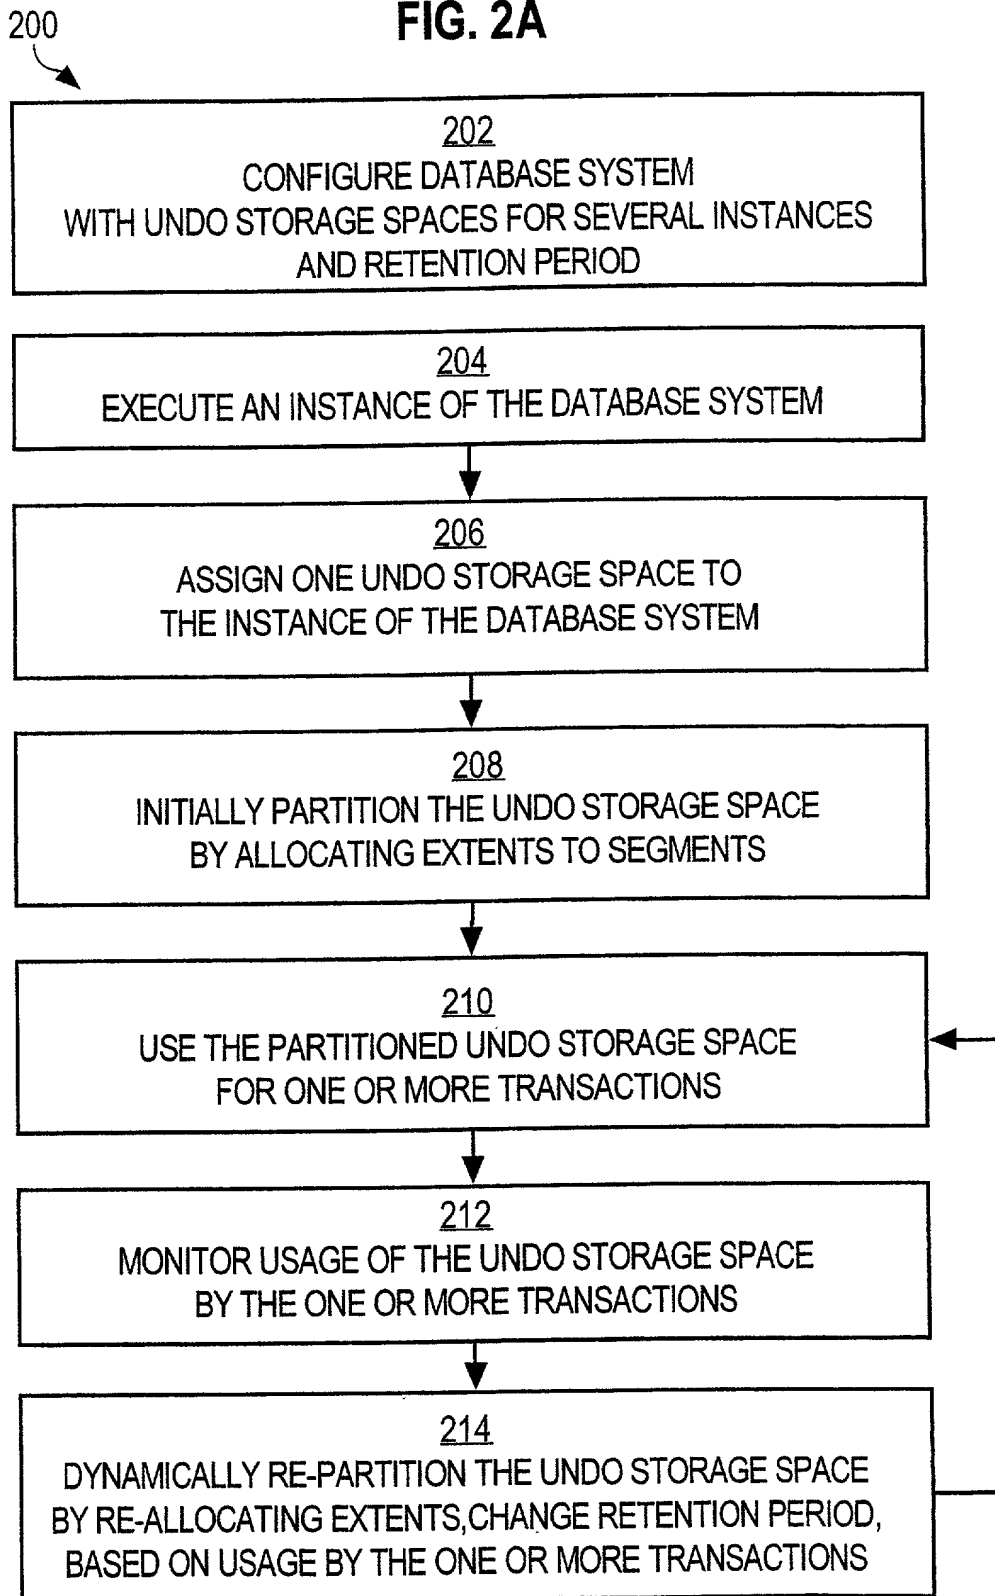 FIG. 2A
200
202
CONFIGURE DATABASE SYSTEM
WITH UNDO STORAGE SPACES FOR SEVERAL INSTANCES
AND RETENTION PERIOD
204
EXECUTE AN INSTANCE OF THE DATABASE SYSTEM
206
ASSIGN ONE UNDO STORAGE SPACE TO
THE INSTANCE OF THE DATABASE SYSTEM
208
INITIALLY PARTITION THE UNDO STORAGE SPACE
BY ALLOCATING EXTENTS TO SEGMENTS
210
USE THE PARTITIONED UNDO STORAGE SPACE
FOR ONE OR MORE TRANSACTIONS
212
MONITOR USAGE OF THE UNDO STORAGE SPACE
BY THE ONE OR MORE TRANSACTIONS
214
DYNAMICALLY RE-PARTITION THE UNDO STORAGE SPACE
BY RE-ALLOCATING EXTENTS,CHANGE RETENTION PERIOD,
BASED ON USAGE BY THE ONE OR MORE TRANSACTIONS